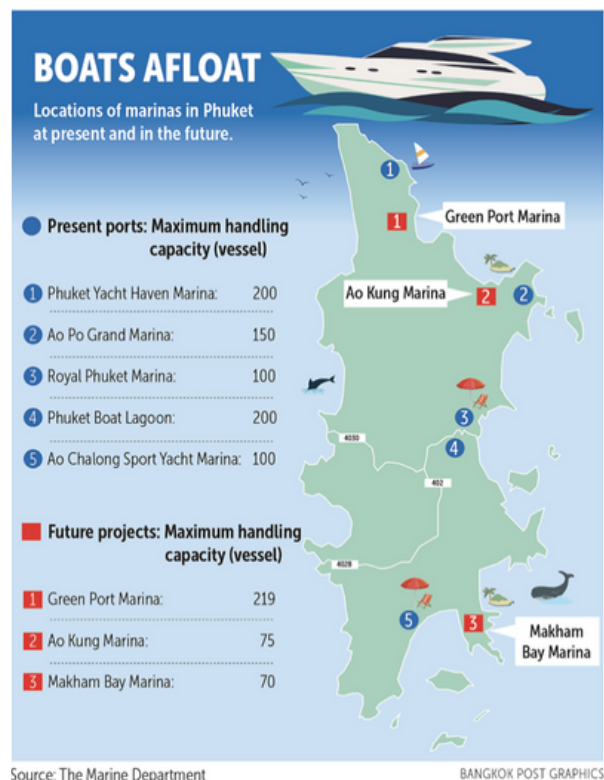 BOATS AFLOAT
Locations of marinas in Phuket
at present and in the future.
Present ports: Maximum handling
capacity (vessel)
1 Phuket Yacht Haven Marina: 200
2 Ao Po Grand Marina: 150
3 Royal Phuket Marina: 100
4 Phuket Boat Lagoon: 200
5 Ao Chalong Sport Yacht Marina: 100
Future projects: Maximum handling
capacity (vessel)
1 Green Port Marina: 219
2 Ao Kung Marina: 75
3 Makham Bay Marina: 70
1
1 Green Port Marina
Ao Kung Marina 2 2
3
4030
4
402
4028
5
3
Makham
Bay Marina
Source: The Marine Department
BANGKOK POST GRAPHICS